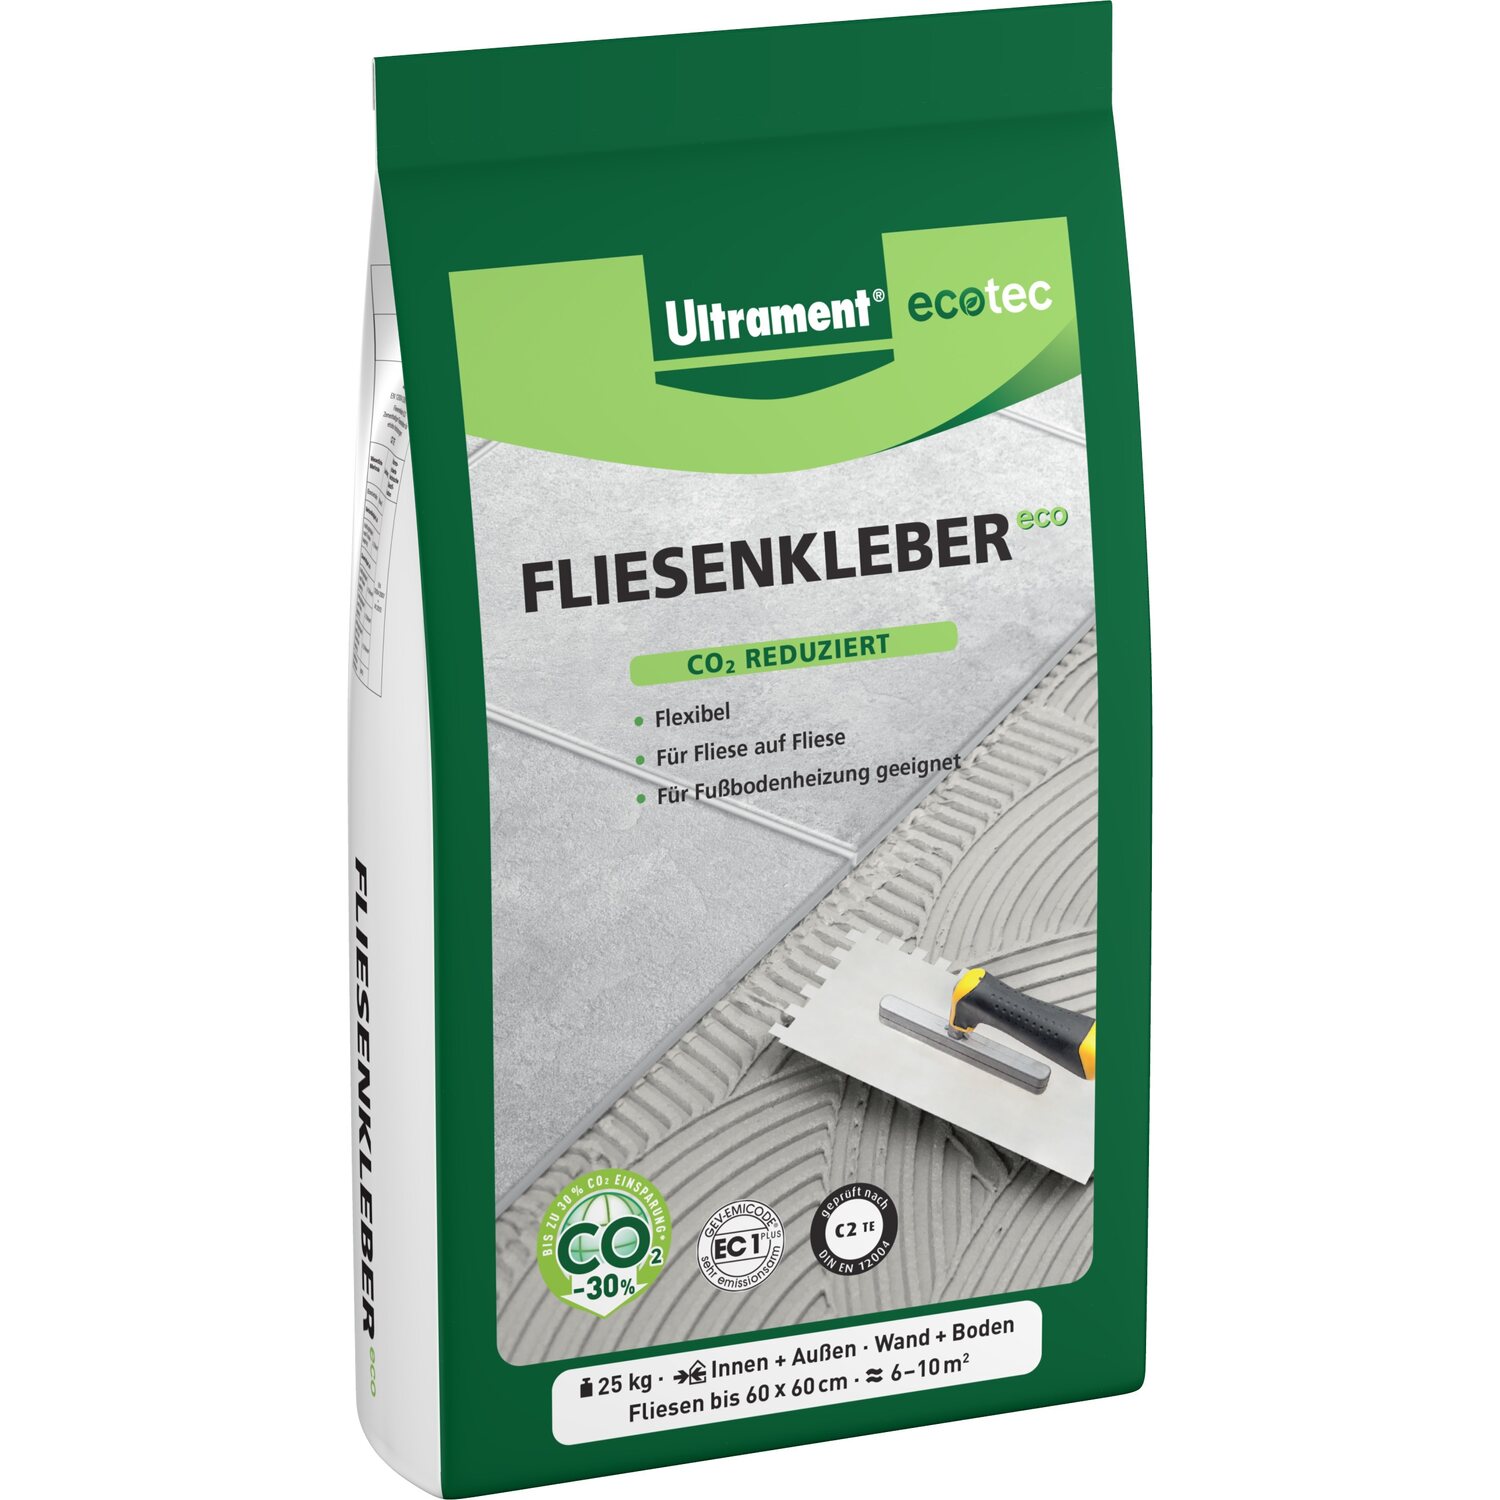 Ultrament®
ecotec
FLIESENKLEBER eco
CO₂ REDUZIERT
• Flexibel
• Für Fliese auf Fliese
• Für Fußbodenheizung geeignet
BIS ZU 30 % CO₂ EINSPARUNG*
CO₂
-30%
GEV-EMICODE®
EC1 PLUS
sehr emissionsarm
geprüft nach
C2 TE
DIN EN 12004
25 kg · Innen + Außen · Wand + Boden
Fliesen bis 60 x 60 cm · ≈ 6–10 m²
FLIESENKLEBER eco